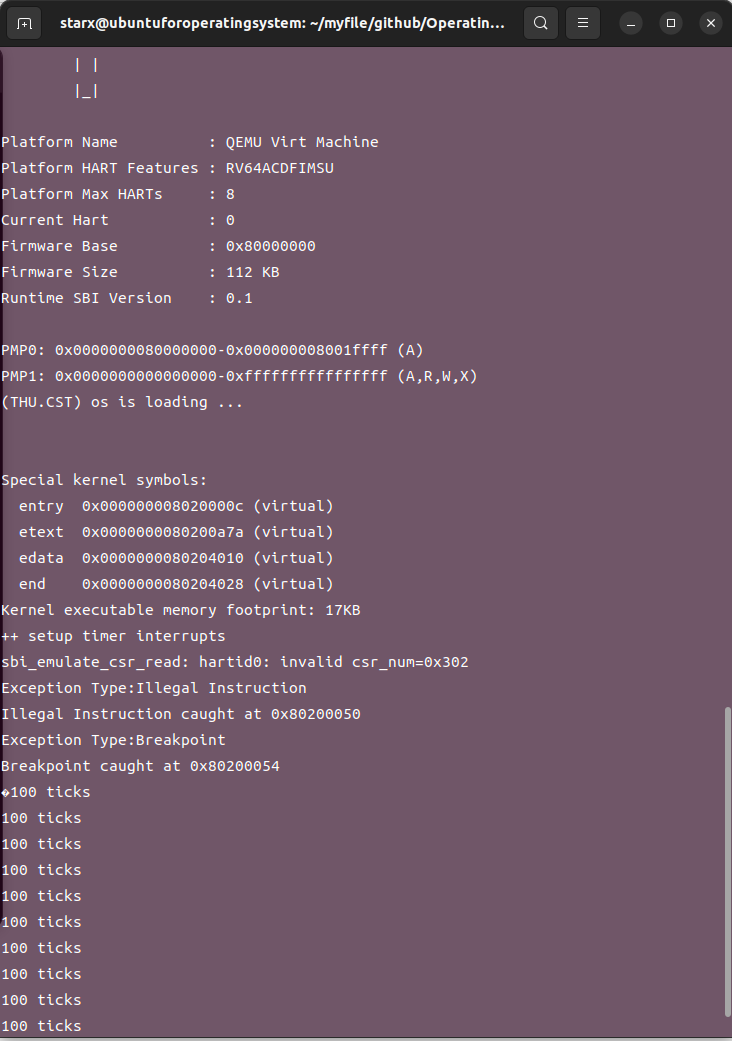 starx@ubuntuforoperatingsystem: ~/myfile/github/Operatin...
| |
|_|
Platform Name          : QEMU Virt Machine
Platform HART Features : RV64ACDFIMSU
Platform Max HARTs     : 8
Current Hart           : 0
Firmware Base          : 0x80000000
Firmware Size          : 112 KB
Runtime SBI Version    : 0.1
PMP0: 0x0000000080000000-0x000000008001ffff (A)
PMP1: 0x0000000000000000-0xffffffffffffffff (A,R,W,X)
(THU.CST) os is loading ...
Special kernel symbols:
  entry  0x000000008020000c (virtual)
  etext  0x0000000080200a7a (virtual)
  edata  0x0000000080204010 (virtual)
  end    0x0000000080204028 (virtual)
Kernel executable memory footprint: 17KB
++ setup timer interrupts
sbi_emulate_csr_read: hartid0: invalid csr_num=0x302
Exception Type:Illegal Instruction
Illegal Instruction caught at 0x80200050
Exception Type:Breakpoint
Breakpoint caught at 0x80200054
�100 ticks
100 ticks
100 ticks
100 ticks
100 ticks
100 ticks
100 ticks
100 ticks
100 ticks
100 ticks